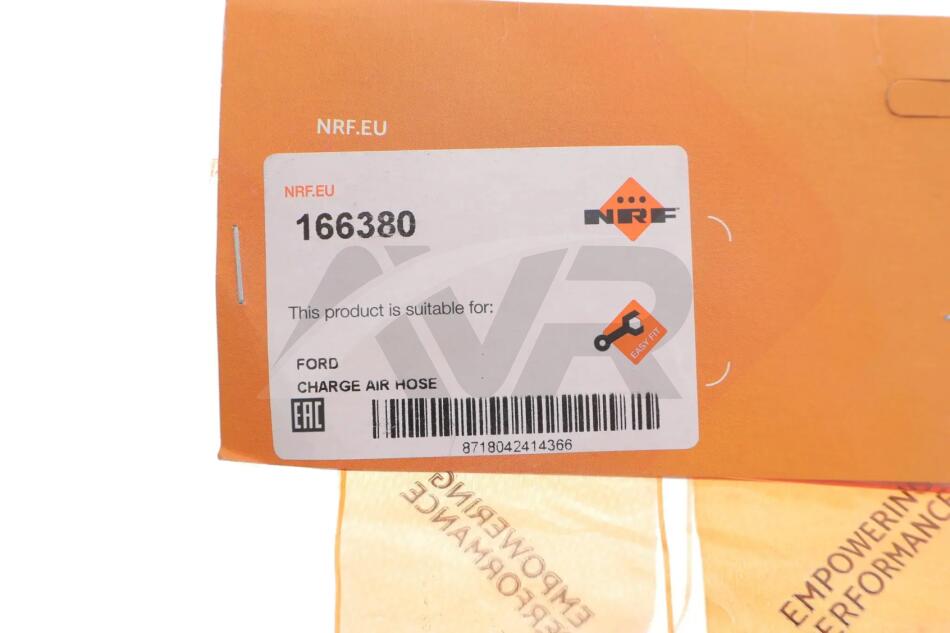 NRF.EU
NRF.EU
166380
NRF
This product is suitable for:
EASY FIT
FORD
CHARGE AIR HOSE
EAC
8718042414366
AVR
EMPOWERING
PERFORMANCE
EMPOWERING
PERFORMANCE